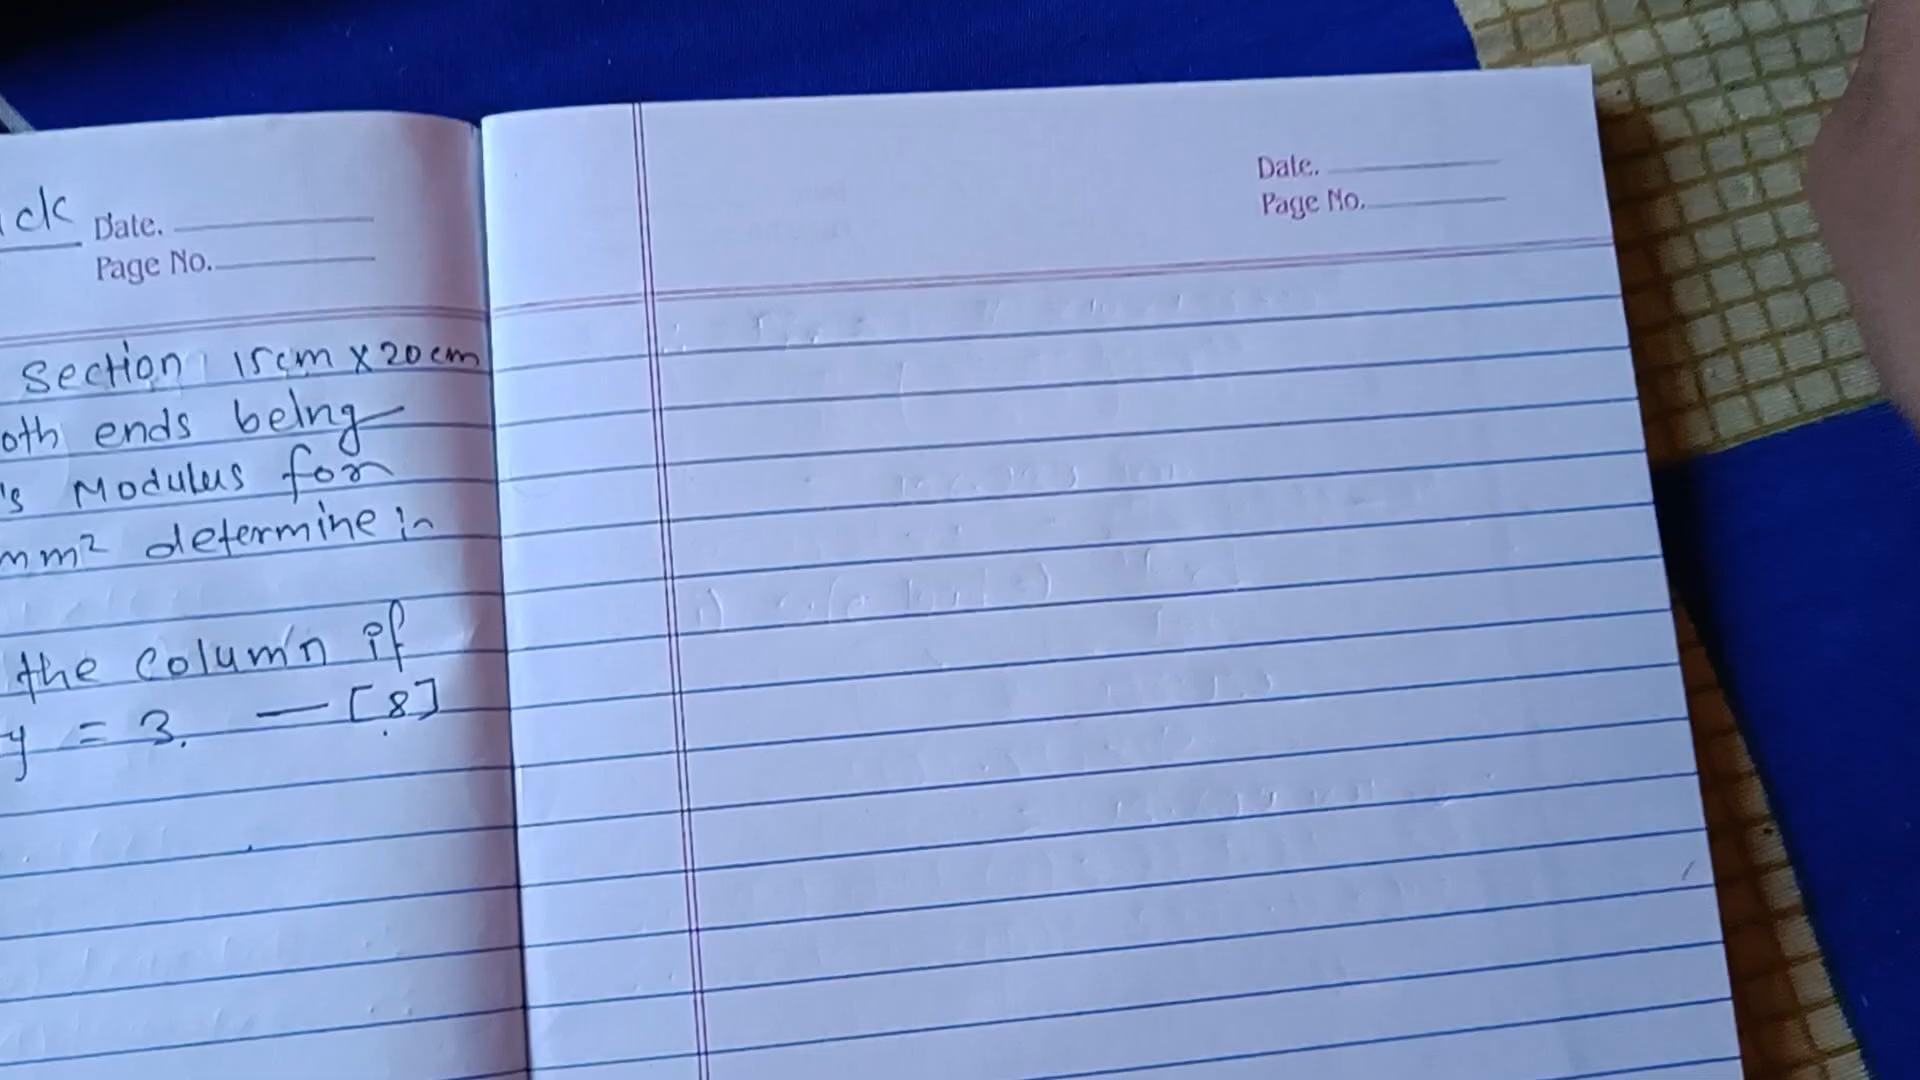 ck
Date.
Page No.
section 15cm x 20cm
oth ends being
's Modulus for
mm² determine in
the column if
y = 3. — [8]
Date.
Page No.